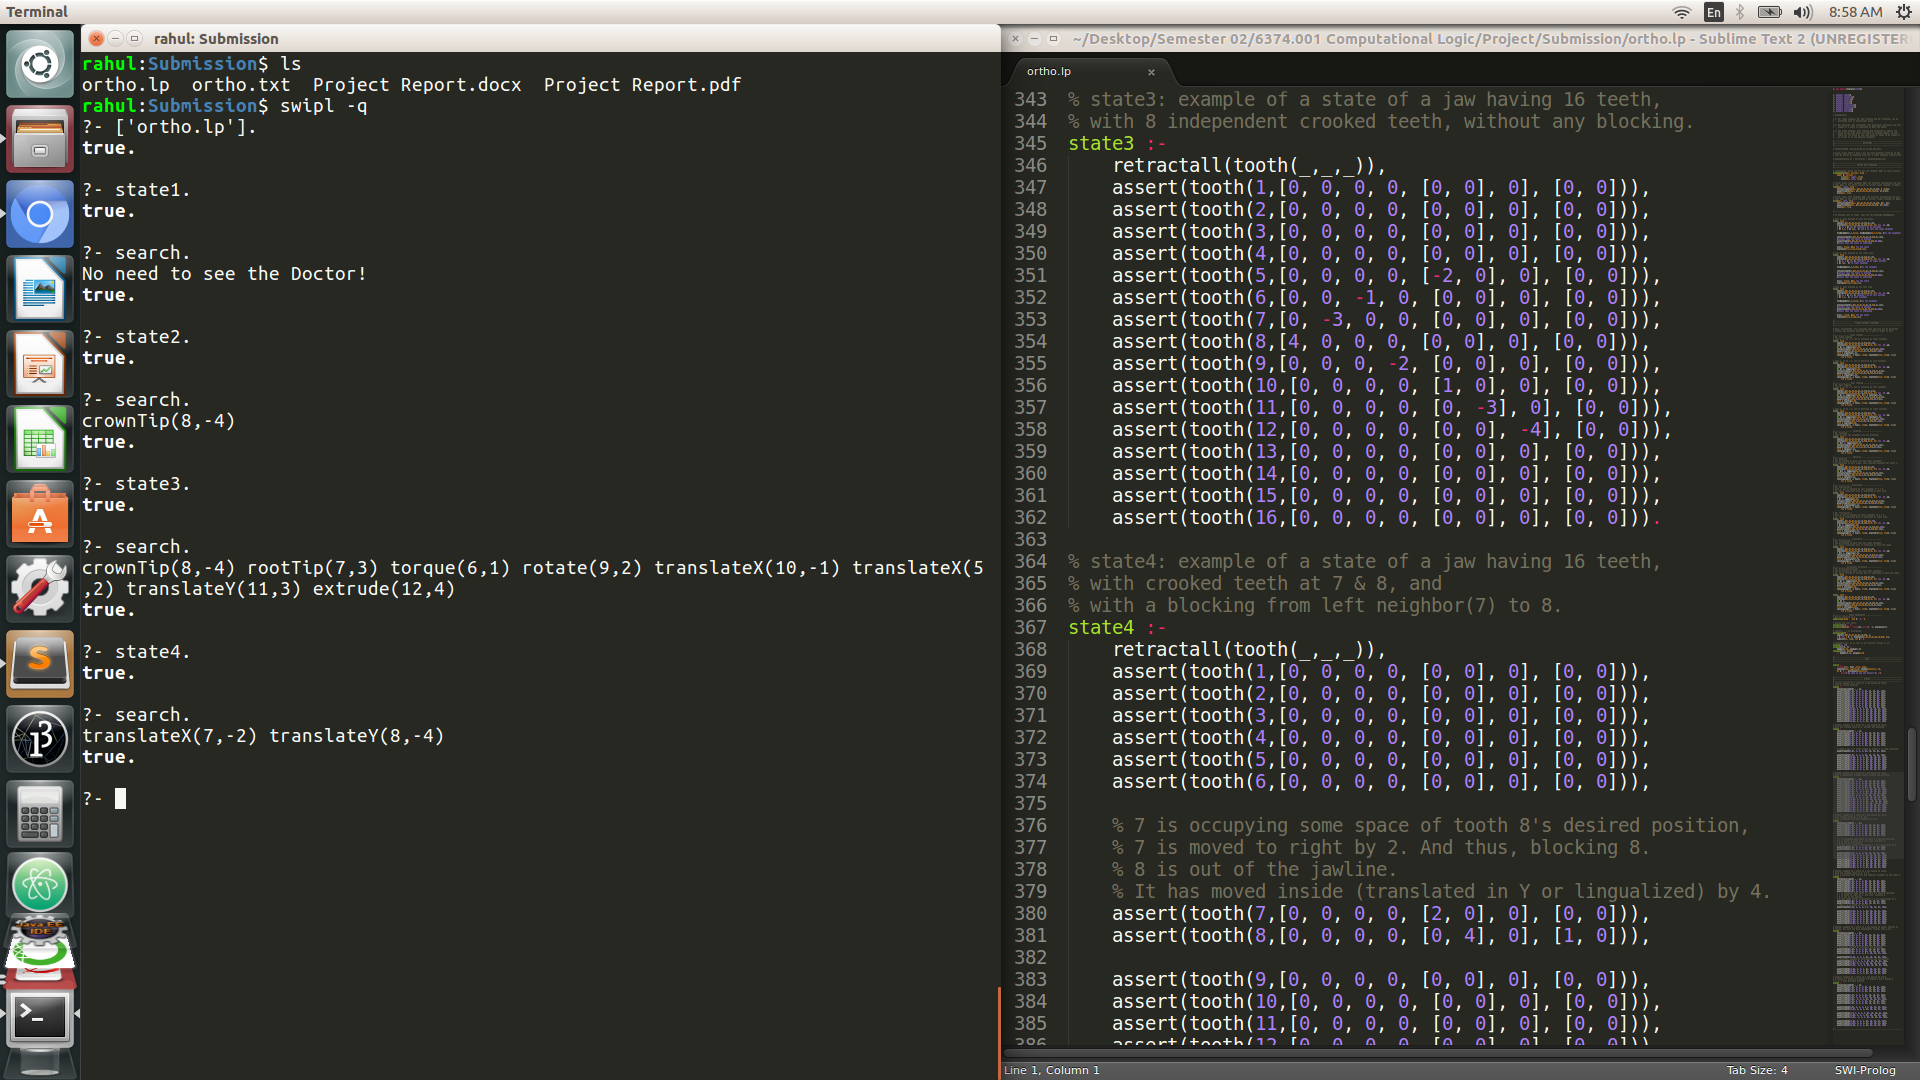 Terminal
En
8:58 AM
rahul: Submission
rahul:Submission$ ls
ortho.lp  ortho.txt  Project Report.docx  Project Report.pdf
rahul:Submission$ swipl -q
?- ['ortho.lp'].
true.
?- state1.
true.
?- search.
No need to see the Doctor!
true.
?- state2.
true.
?- search.
crownTip(8,-4)
true.
?- state3.
true.
?- search.
crownTip(8,-4) rootTip(7,3) torque(6,1) rotate(9,2) translateX(10,-1) translateX(5
,2) translateY(11,3) extrude(12,4)
true.
?- state4.
true.
?- search.
translateX(7,-2) translateY(8,-4)
true.
?-
~/Desktop/Semester 02/6374.001 Computational Logic/Project/Submission/ortho.lp - Sublime Text 2 (UNREGISTER
ortho.lp
343 % state3: example of a state of a jaw having 16 teeth,
344 % with 8 independent crooked teeth, without any blocking.
345 state3 :-
346     retractall(tooth(_,_,_)),
347     assert(tooth(1,[0, 0, 0, 0, [0, 0], 0], [0, 0])),
348     assert(tooth(2,[0, 0, 0, 0, [0, 0], 0], [0, 0])),
349     assert(tooth(3,[0, 0, 0, 0, [0, 0], 0], [0, 0])),
350     assert(tooth(4,[0, 0, 0, 0, [0, 0], 0], [0, 0])),
351     assert(tooth(5,[0, 0, 0, 0, [-2, 0], 0], [0, 0])),
352     assert(tooth(6,[0, 0, -1, 0, [0, 0], 0], [0, 0])),
353     assert(tooth(7,[0, -3, 0, 0, [0, 0], 0], [0, 0])),
354     assert(tooth(8,[4, 0, 0, 0, [0, 0], 0], [0, 0])),
355     assert(tooth(9,[0, 0, 0, -2, [0, 0], 0], [0, 0])),
356     assert(tooth(10,[0, 0, 0, 0, [1, 0], 0], [0, 0])),
357     assert(tooth(11,[0, 0, 0, 0, [0, -3], 0], [0, 0])),
358     assert(tooth(12,[0, 0, 0, 0, [0, 0], -4], [0, 0])),
359     assert(tooth(13,[0, 0, 0, 0, [0, 0], 0], [0, 0])),
360     assert(tooth(14,[0, 0, 0, 0, [0, 0], 0], [0, 0])),
361     assert(tooth(15,[0, 0, 0, 0, [0, 0], 0], [0, 0])),
362     assert(tooth(16,[0, 0, 0, 0, [0, 0], 0], [0, 0])).
363
364 % state4: example of a state of a jaw having 16 teeth,
365 % with crooked teeth at 7 & 8, and
366 % with a blocking from left neighbor(7) to 8.
367 state4 :-
368     retractall(tooth(_,_,_)),
369     assert(tooth(1,[0, 0, 0, 0, [0, 0], 0], [0, 0])),
370     assert(tooth(2,[0, 0, 0, 0, [0, 0], 0], [0, 0])),
371     assert(tooth(3,[0, 0, 0, 0, [0, 0], 0], [0, 0])),
372     assert(tooth(4,[0, 0, 0, 0, [0, 0], 0], [0, 0])),
373     assert(tooth(5,[0, 0, 0, 0, [0, 0], 0], [0, 0])),
374     assert(tooth(6,[0, 0, 0, 0, [0, 0], 0], [0, 0])),
375
376     % 7 is occupying some space of tooth 8's desired position,
377     % 7 is moved to right by 2. And thus, blocking 8.
378     % 8 is out of the jawline.
379     % It has moved inside (translated in Y or lingualized) by 4.
380     assert(tooth(7,[0, 0, 0, 0, [2, 0], 0], [0, 0])),
381     assert(tooth(8,[0, 0, 0, 0, [0, 4], 0], [1, 0])),
382
383     assert(tooth(9,[0, 0, 0, 0, [0, 0], 0], [0, 0])),
384     assert(tooth(10,[0, 0, 0, 0, [0, 0], 0], [0, 0])),
385     assert(tooth(11,[0, 0, 0, 0, [0, 0], 0], [0, 0])),
386     assert(tooth(12,[0, 0, 0, 0, [0, 0], 0], [0, 0])),
Line 1, Column 1
Tab Size: 4
SWI-Prolog